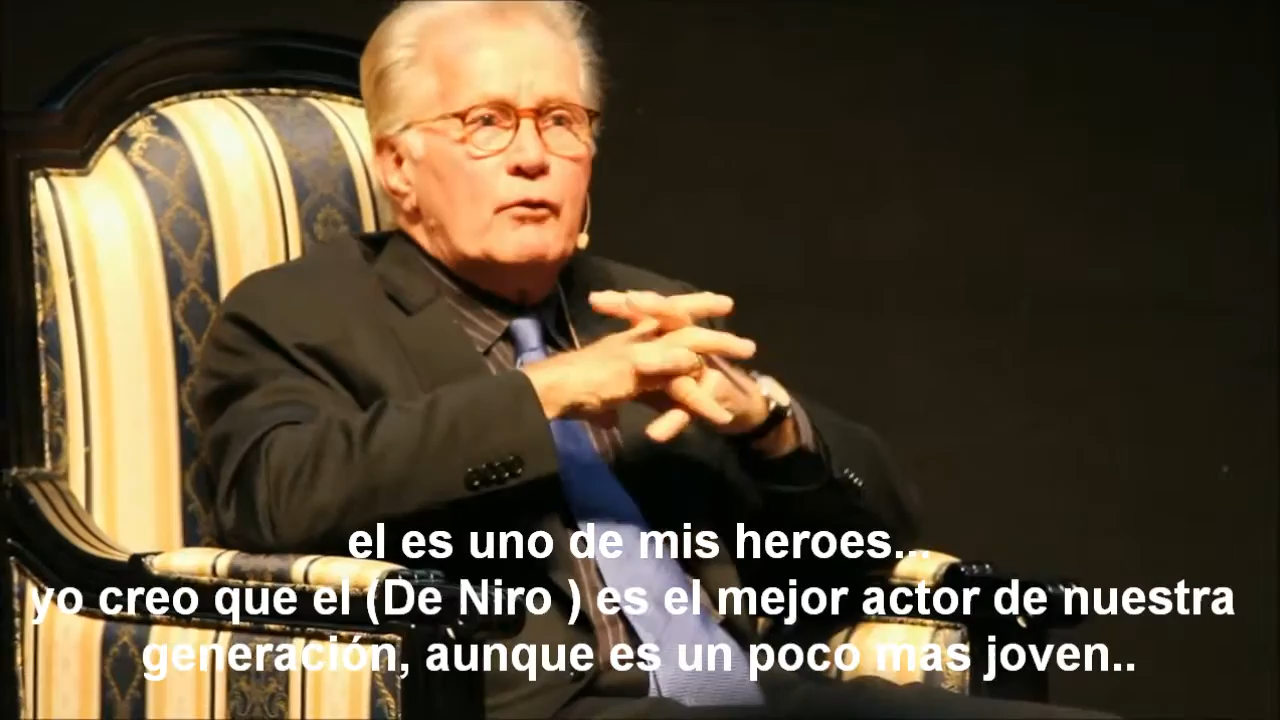 el es uno de mis heroes...
yo creo que el (De Niro ) es el mejor actor de nuestra
generación, aunque es un poco mas joven..